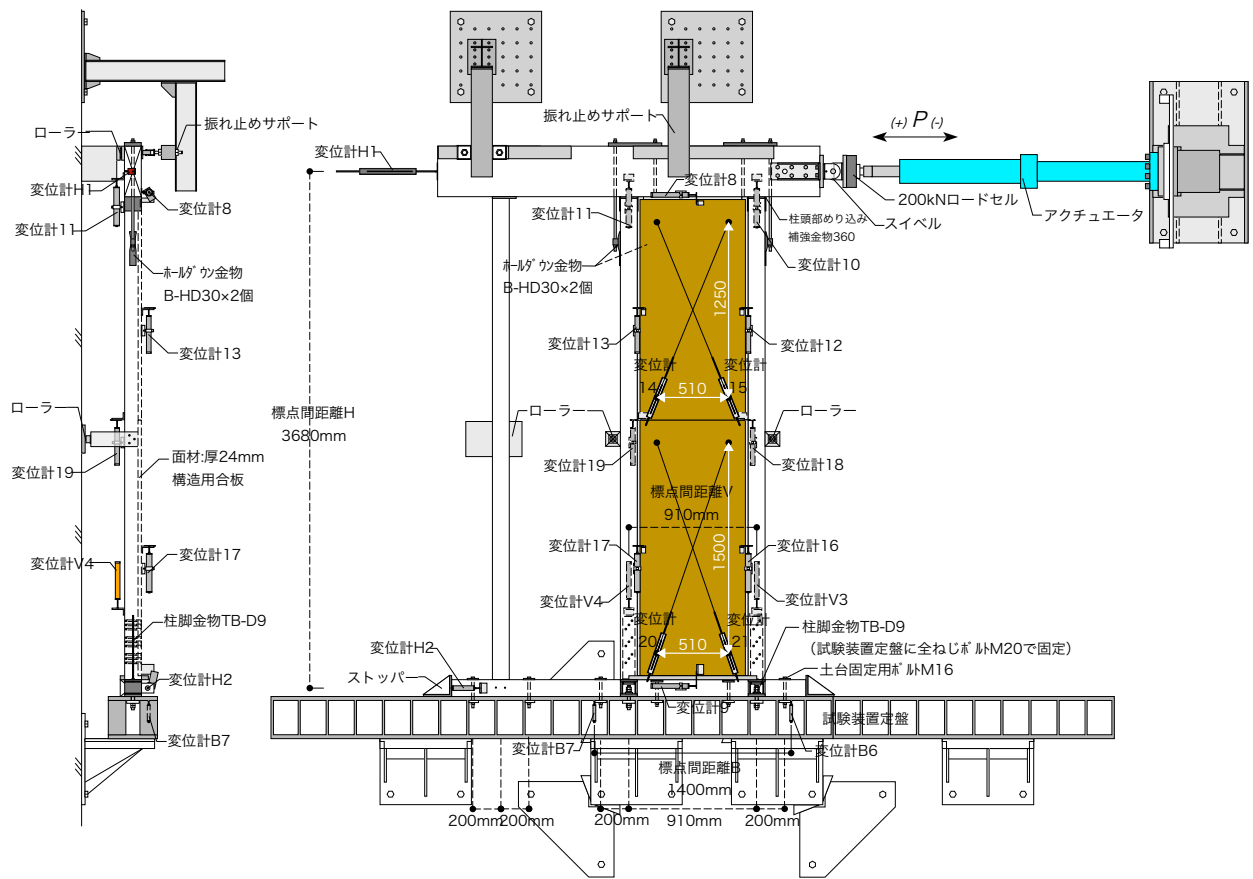 ローラ
振れ止めサポート
変位計H1
変位計8
変位計11
ﾎｰﾙﾀﾞｳﾝ金物
B-HD30×2個
変位計13
ローラー
変位計19
面材:厚24mm
構造用合板
変位計V4
変位計17
柱脚金物TB-D9
変位計H2
変位計B7
変位計H1
振れ止めサポート
変位計8
変位計11
(+) P (-)
200kNロードセル
スイベル
アクチュエータ
柱頭部めり込み
補強金物360
変位計10
ﾎｰﾙﾀﾞｳﾝ金物
B-HD30×2個
1250
変位計13
変位計12
変位計
14
変位計
15
510
標点間距離H
3680mm
ローラー
ローラー
変位計19
変位計18
標点間距離V
910mm
変位計17
変位計16
1500
変位計V4
変位計V3
変位計
20
変位計
21
510
柱脚金物TB-D9
（試験装置定盤に全ねじﾎﾞﾙﾄM20で固定）
土台固定用ﾎﾞﾙﾄM16
変位計H2
ストッパ
変位計9
試験装置定盤
変位計B7
変位計B6
標点間距離B
1400mm
200mm
200mm
200mm
910mm
200mm